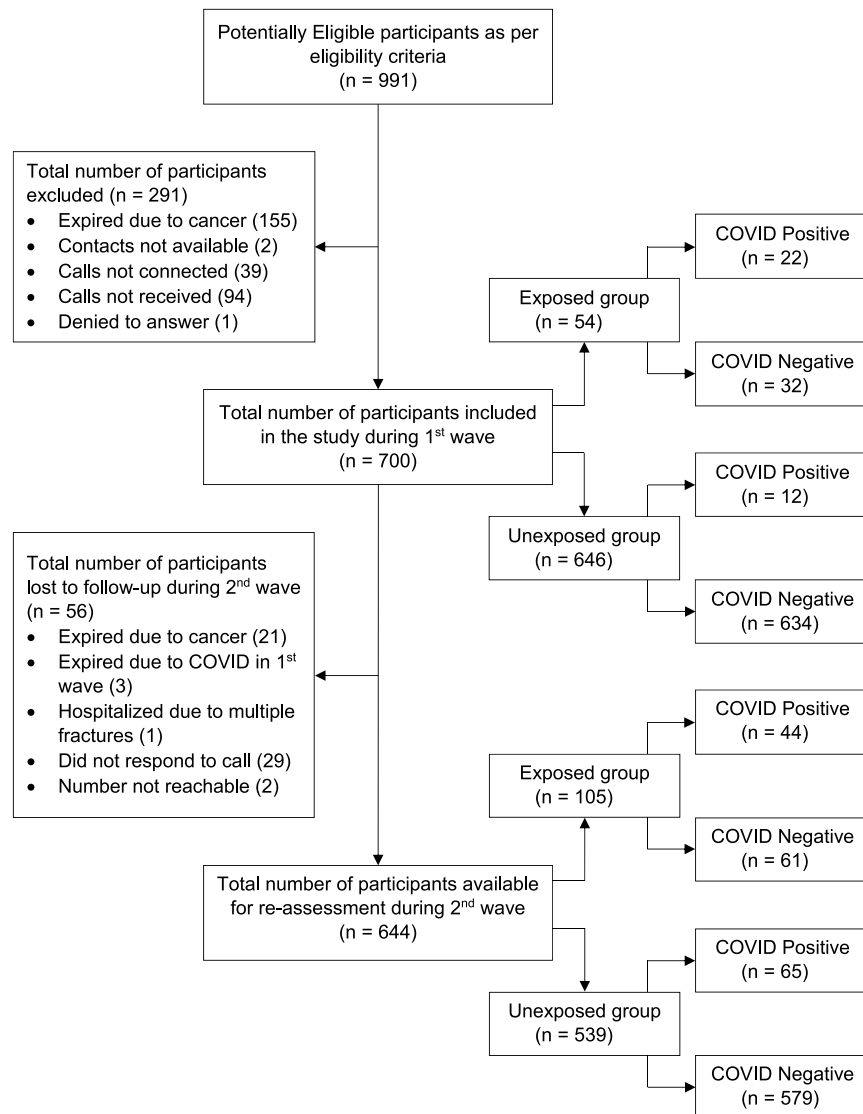 Potentially Eligible participants as per
eligibility criteria
(n = 991)
Total number of participants
excluded (n = 291)
• Expired due to cancer (155)
• Contacts not available (2)
• Calls not connected (39)
• Calls not received (94)
• Denied to answer (1)
COVID Positive
(n = 22)
Exposed group
(n = 54)
COVID Negative
(n = 32)
Total number of participants included
in the study during 1st wave
(n = 700)
COVID Positive
(n = 12)
Unexposed group
(n = 646)
COVID Negative
(n = 634)
Total number of participants
lost to follow-up during 2nd wave
(n = 56)
• Expired due to cancer (21)
• Expired due to COVID in 1st
wave (3)
• Hospitalized due to multiple
fractures (1)
• Did not respond to call (29)
• Number not reachable (2)
COVID Positive
(n = 44)
Exposed group
(n = 105)
COVID Negative
(n = 61)
Total number of participants available
for re-assessment during 2nd wave
(n = 644)
COVID Positive
(n = 65)
Unexposed group
(n = 539)
COVID Negative
(n = 579)